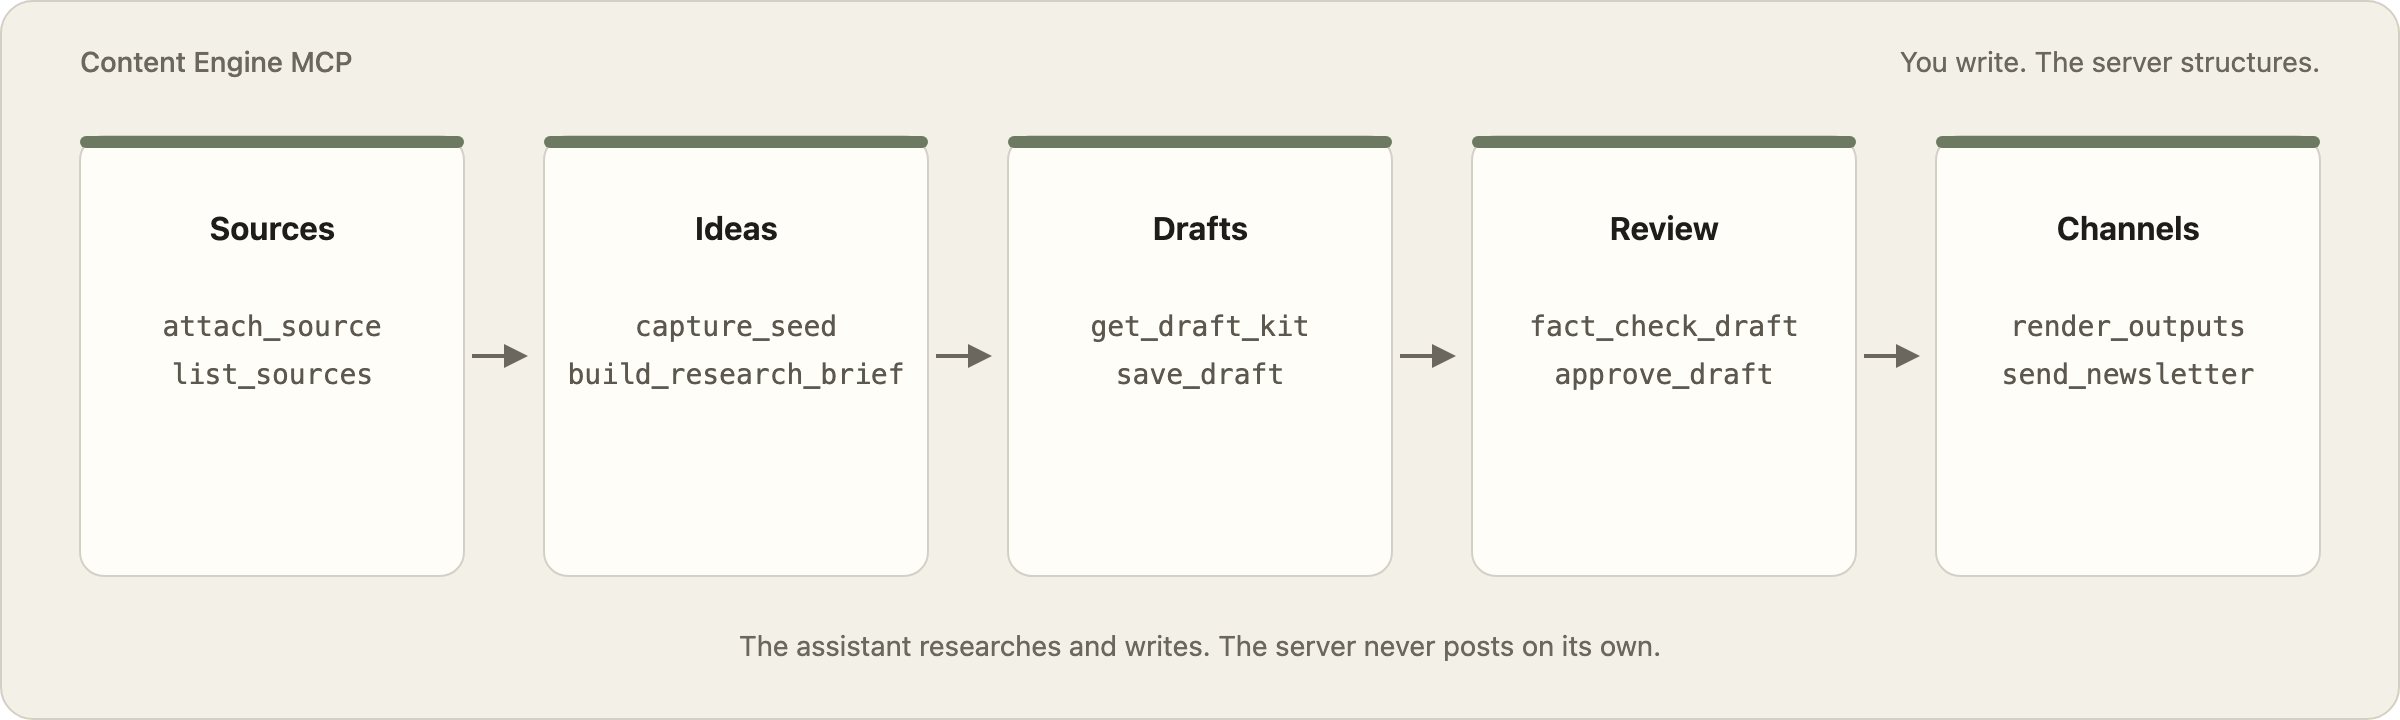 Content Engine MCP
You write. The server structures.
Sources
attach_source
list_sources
Ideas
capture_seed
build_research_brief
Drafts
get_draft_kit
save_draft
Review
fact_check_draft
approve_draft
Channels
render_outputs
send_newsletter
The assistant researches and writes. The server never posts on its own.